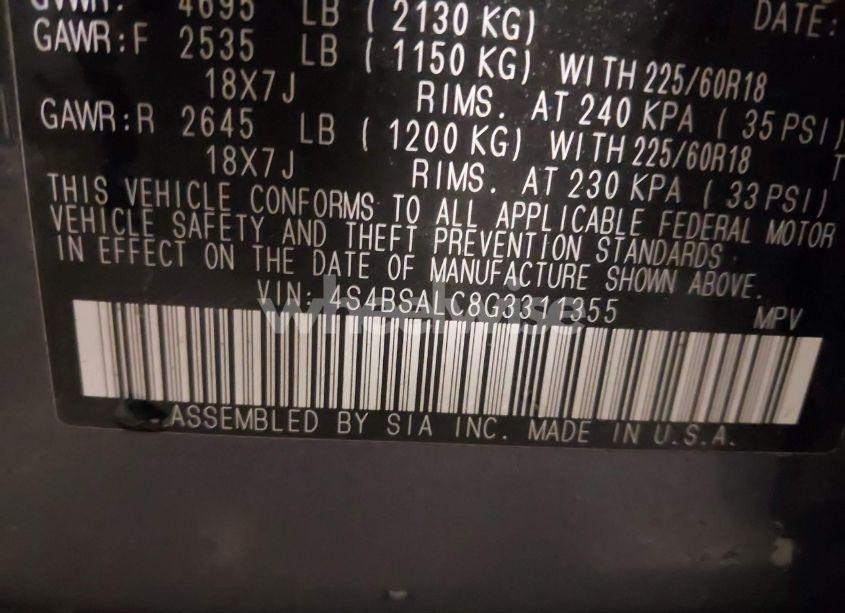 GVWR: 4695 LB ( 2130 KG) DATE:
GAWR:F 2535 LB ( 1150 KG) WITH 225/60R18
18X7J RIMS. AT 240 KPA ( 35 PSI)
GAWR:R 2645 LB ( 1200 KG) WITH 225/60R18 T
18X7J RIMS. AT 230 KPA ( 33 PSI)
THIS VEHICLE CONFORMS TO ALL APPLICABLE FEDERAL MOTOR
VEHICLE SAFETY AND THEFT PREVENTION STANDARDS
IN EFFECT ON THE DATE OF MANUFACTURE SHOWN ABOVE.
VIN: 4S4BSALC8G3311355 MPV
ASSEMBLED BY SIA INC. MADE IN U.S.A.